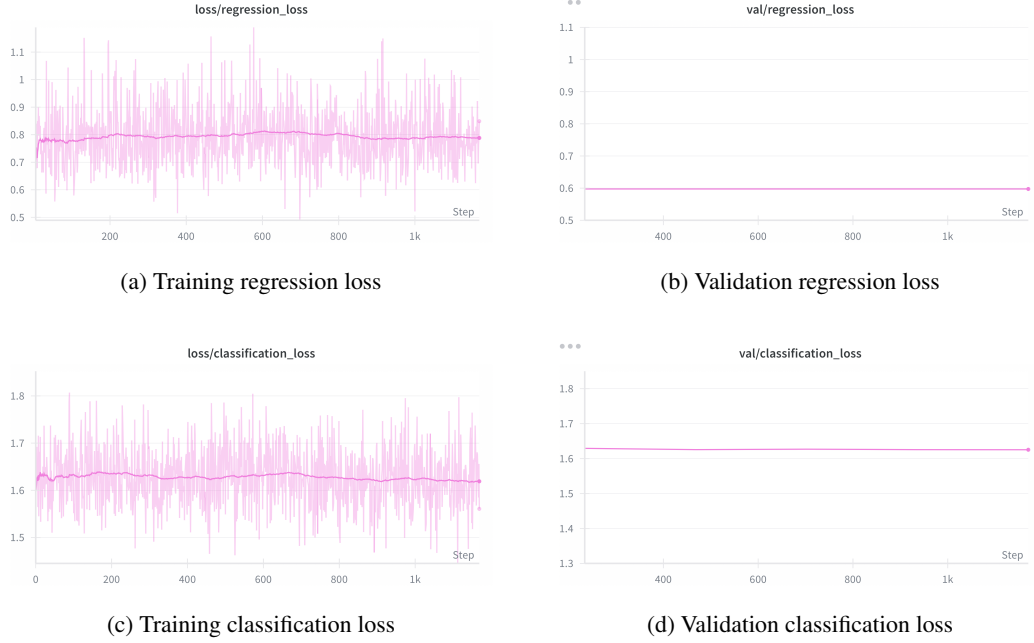 loss/regression_loss
1.1
1
0.9
0.8
0.7
0.6
0.5
Step
200 400 600 800 1k
(a) Training regression loss
val/regression_loss
1.1
1
0.9
0.8
0.7
0.6
0.5
Step
400 600 800 1k
(b) Validation regression loss
loss/classification_loss
1.8
1.7
1.6
1.5
Step
0 200 400 600 800 1k
(c) Training classification loss
val/classification_loss
1.8
1.7
1.6
1.5
1.4
1.3
Step
400 600 800 1k
(d) Validation classification loss